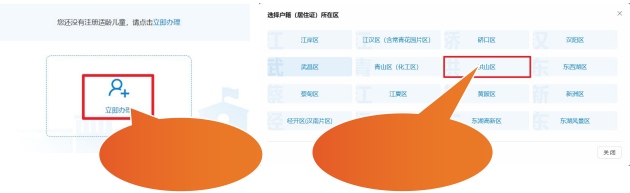 您还没有注册适龄儿童，请点击立即办理
立即办
选择户籍（居住证）所在区
江岸区 江汉区（含常青花园片区） 硚口区 汉阳区
武昌区 青山区（化工区） 山区 东西湖区
蔡甸区 江夏区 黄陂区 新洲区
经开区(汉南片区) 东湖高新区 东湖风景区
关闭